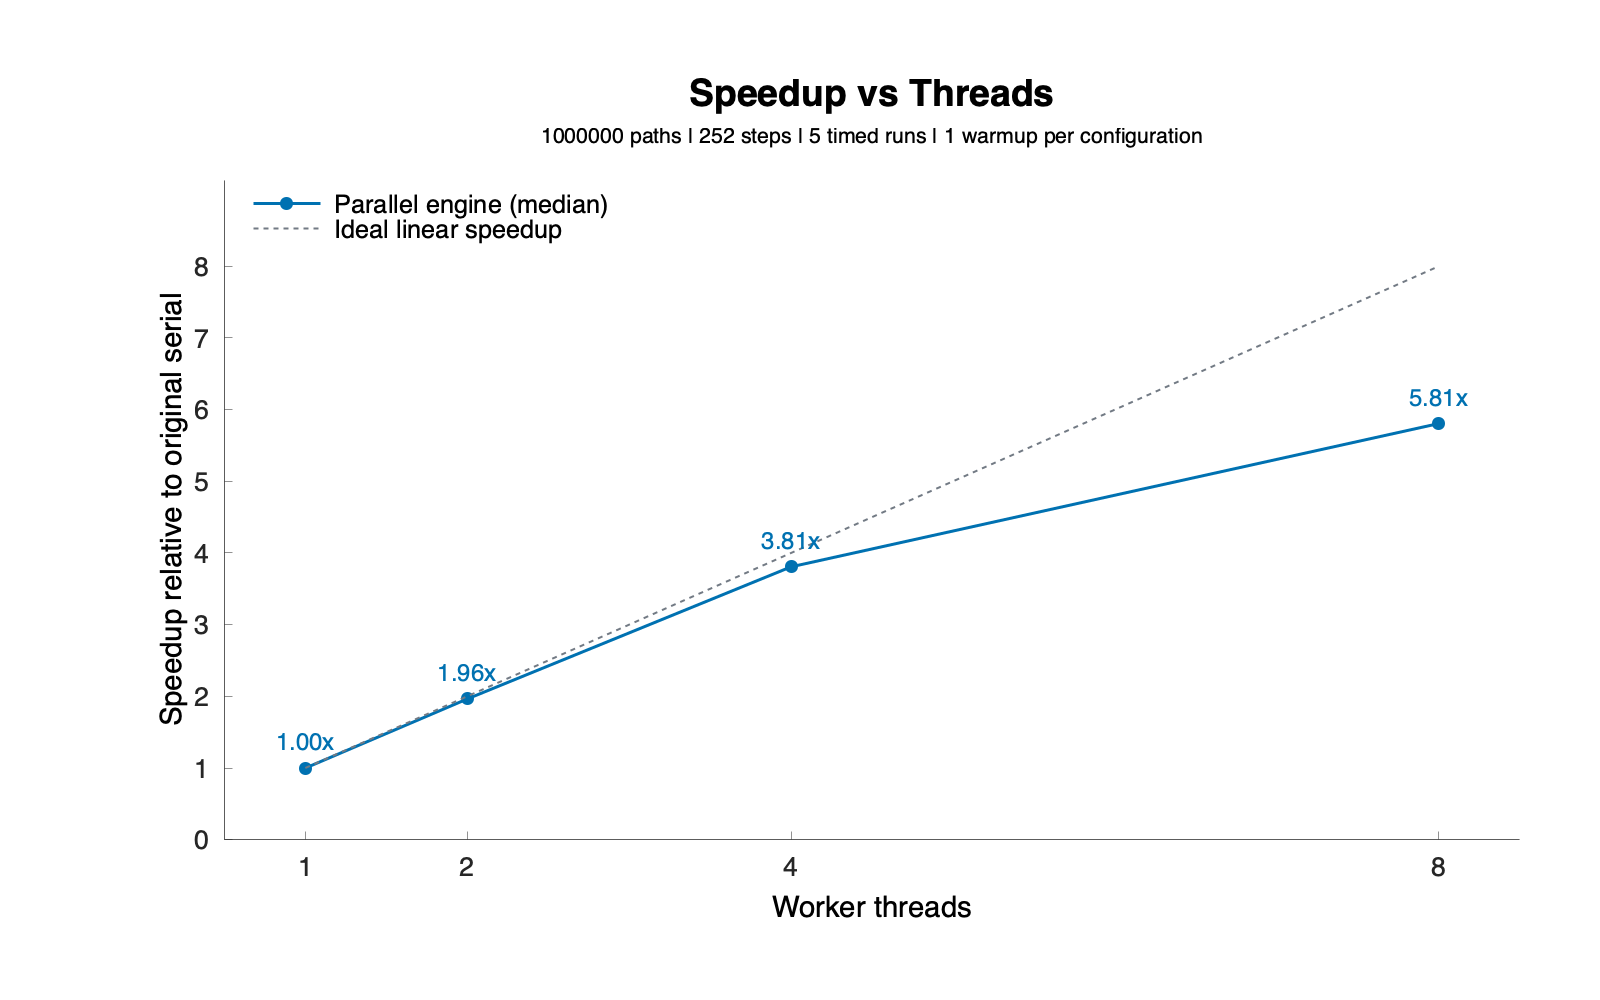 Speedup vs Threads
1000000 paths | 252 steps | 5 timed runs | 1 warmup per configuration
Parallel engine (median)
Ideal linear speedup
Speedup relative to original serial
8
7
6
5
4
3
2
1
0
1.00x
1.96x
3.81x
5.81x
1 2 4 8
Worker threads